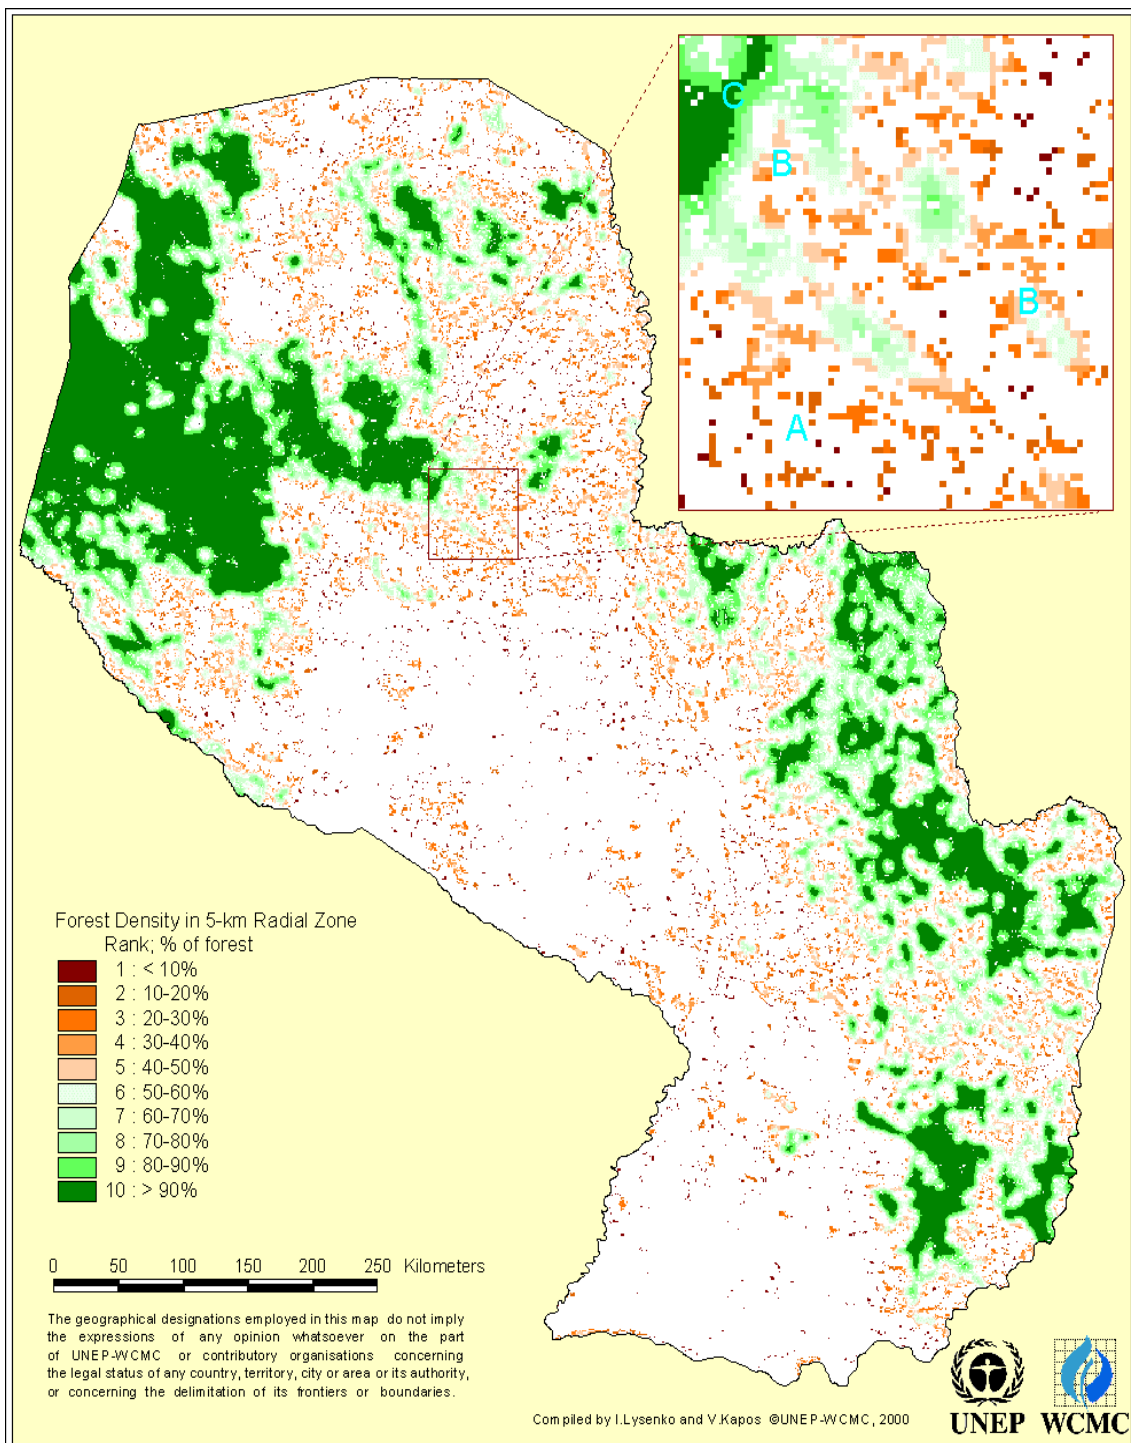 C
B
B
A
Forest Density in 5-km Radial Zone
Rank; % of forest
1 : < 10%
2 : 10-20%
3 : 20-30%
4 : 30-40%
5 : 40-50%
6 : 50-60%
7 : 60-70%
8 : 70-80%
9 : 80-90%
10 : > 90%
0 50 100 150 200 250 Kilometers
The geographical designations employed in this map do not imply
the expressions of any opinion whatsoever on the part
of UNEP-WCMC or contributory organisations concerning
the legal status of any country, territory, city or area or its authority,
or concerning the delimitation of its frontiers or boundaries.
Compiled by I.Lysenko and V.Kapos ©UNEP-WCMC, 2000
UNEP WCMC